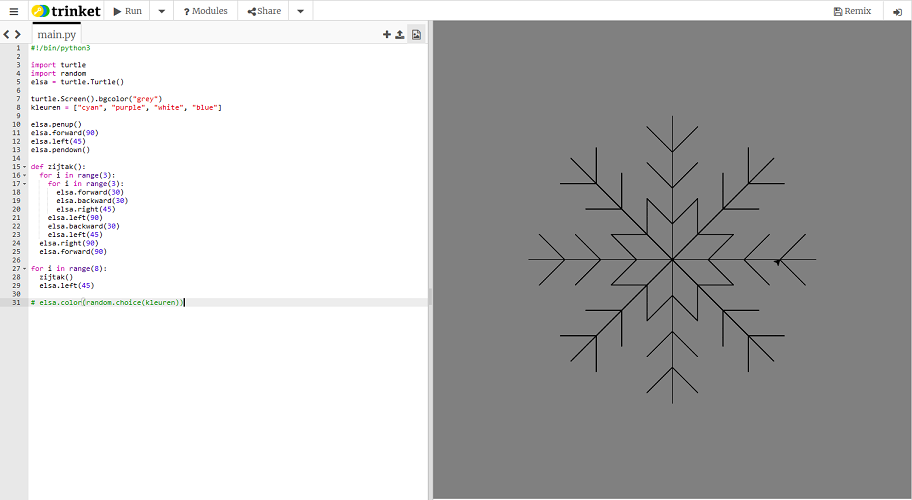 trinket Run ? Modules Share Remix
main.py
1 #!/bin/python3
2
3 import turtle
4 import random
5 elsa = turtle.Turtle()
6
7 turtle.Screen().bgcolor("grey")
8 kleuren = ["cyan", "purple", "white", "blue"]
9
10 elsa.penup()
11 elsa.forward(90)
12 elsa.left(45)
13 elsa.pendown()
14
15 def zijtak():
16   for i in range(3):
17     for i in range(3):
18       elsa.forward(30)
19       elsa.backward(30)
20       elsa.right(45)
21     elsa.left(90)
22     elsa.backward(30)
23     elsa.left(45)
24   elsa.right(90)
25   elsa.forward(90)
26
27 for i in range(8):
28   zijtak()
29   elsa.left(45)
30
31 # elsa.color(random.choice(kleuren))